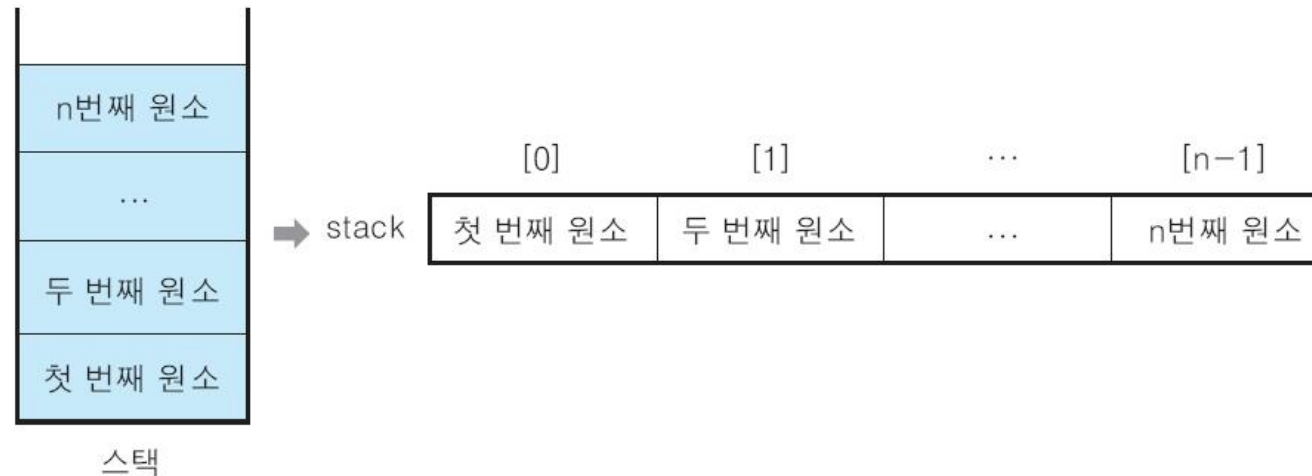 n번째 원소
...
두 번째 원소
첫 번째 원소
스택
stack
[0] [1] ... [n-1]
첫 번째 원소 두 번째 원소 ... n번째 원소